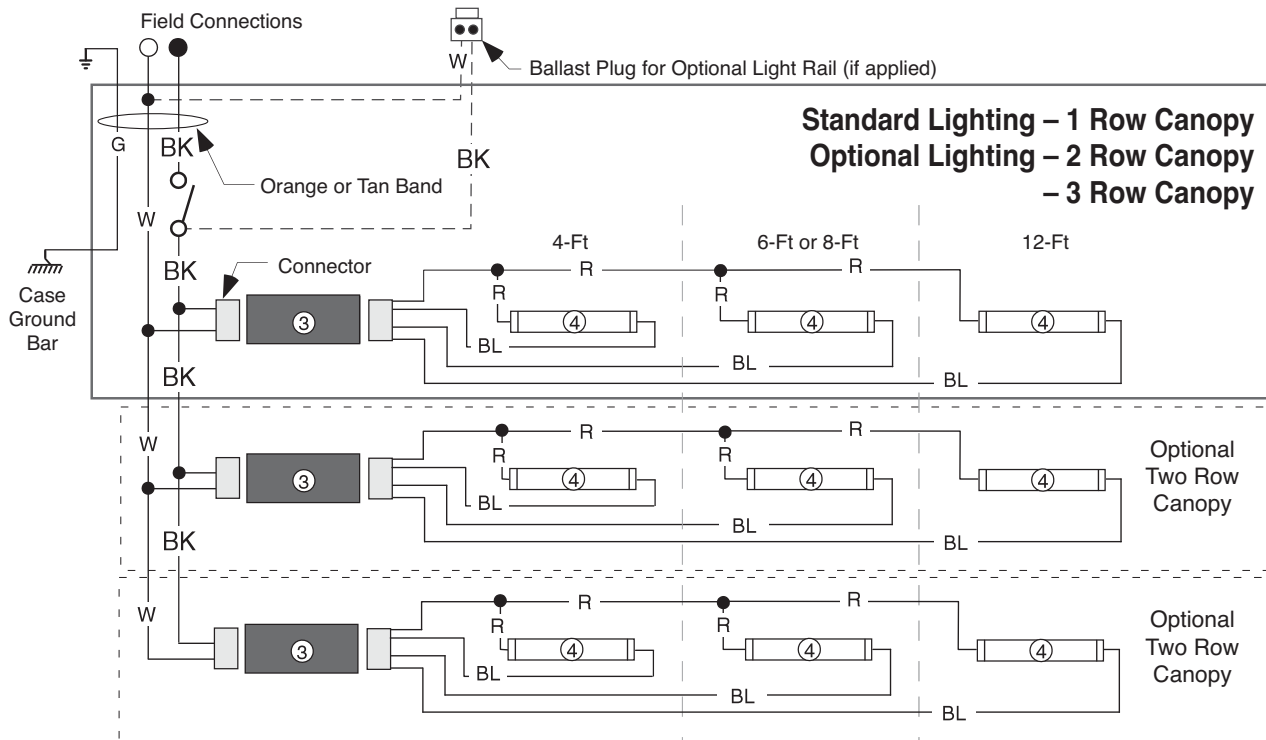 Field Connections
W
Ballast Plug for Optional Light Rail (if applied)
Standard Lighting – 1 Row Canopy
Optional Lighting – 2 Row Canopy
– 3 Row Canopy
G
BK
BK
Orange or Tan Band
W
4-Ft
6-Ft or 8-Ft
12-Ft
BK
Connector
R
R
Case
Ground
Bar
R
R
3
4
4
4
BL
BL
BK
BL
R
R
W
R
R
Optional
Two Row
Canopy
3
4
4
4
BL
BL
BK
BL
W
R
R
R
R
Optional
Two Row
Canopy
3
4
4
4
BL
BL
BL